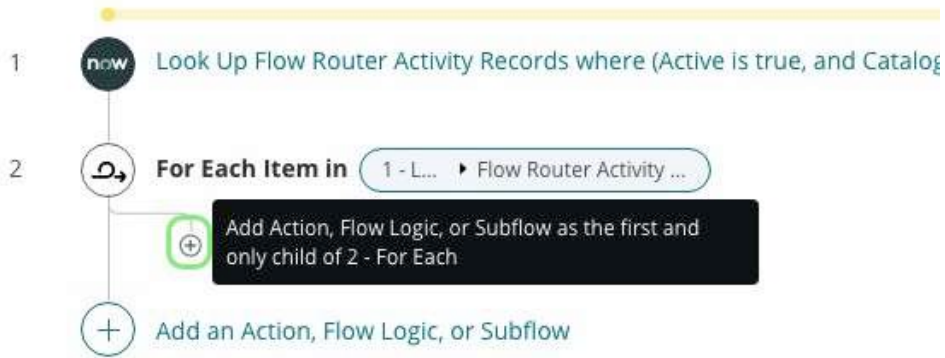 1
now
Look Up Flow Router Activity Records where (Active is true, and Catalog
2
For Each Item in 1 - L... ▸ Flow Router Activity ...
Add Action, Flow Logic, or Subflow as the first and
only child of 2 - For Each
Add an Action, Flow Logic, or Subflow